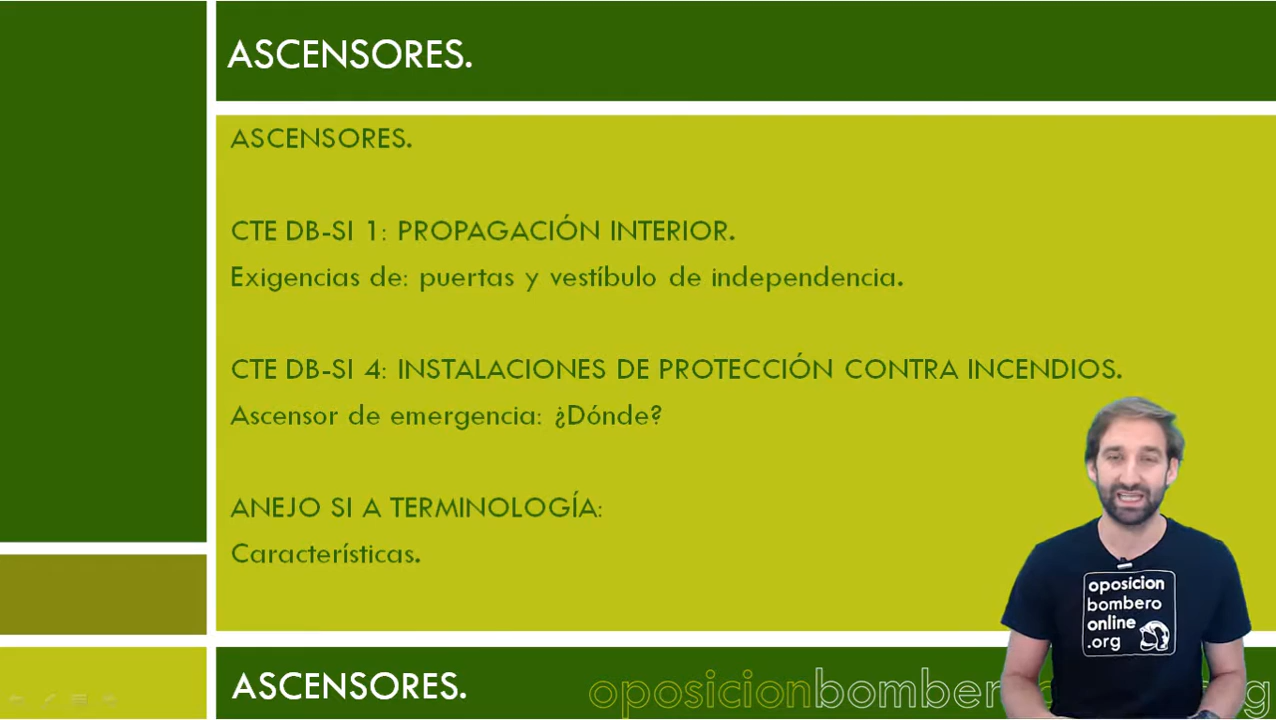 ASCENSORES.
ASCENSORES.
CTE DB-SI 1: PROPAGACIÓN INTERIOR.
Exigencias de: puertas y vestíbulo de independencia.
CTE DB-SI 4: INSTALACIONES DE PROTECCIÓN CONTRA INCENDIOS.
Ascensor de emergencia: ¿Dónde?
ANEJO SI A TERMINOLOGÍA:
Características.
oposicion
bombero
online
.org
ASCENSORES.